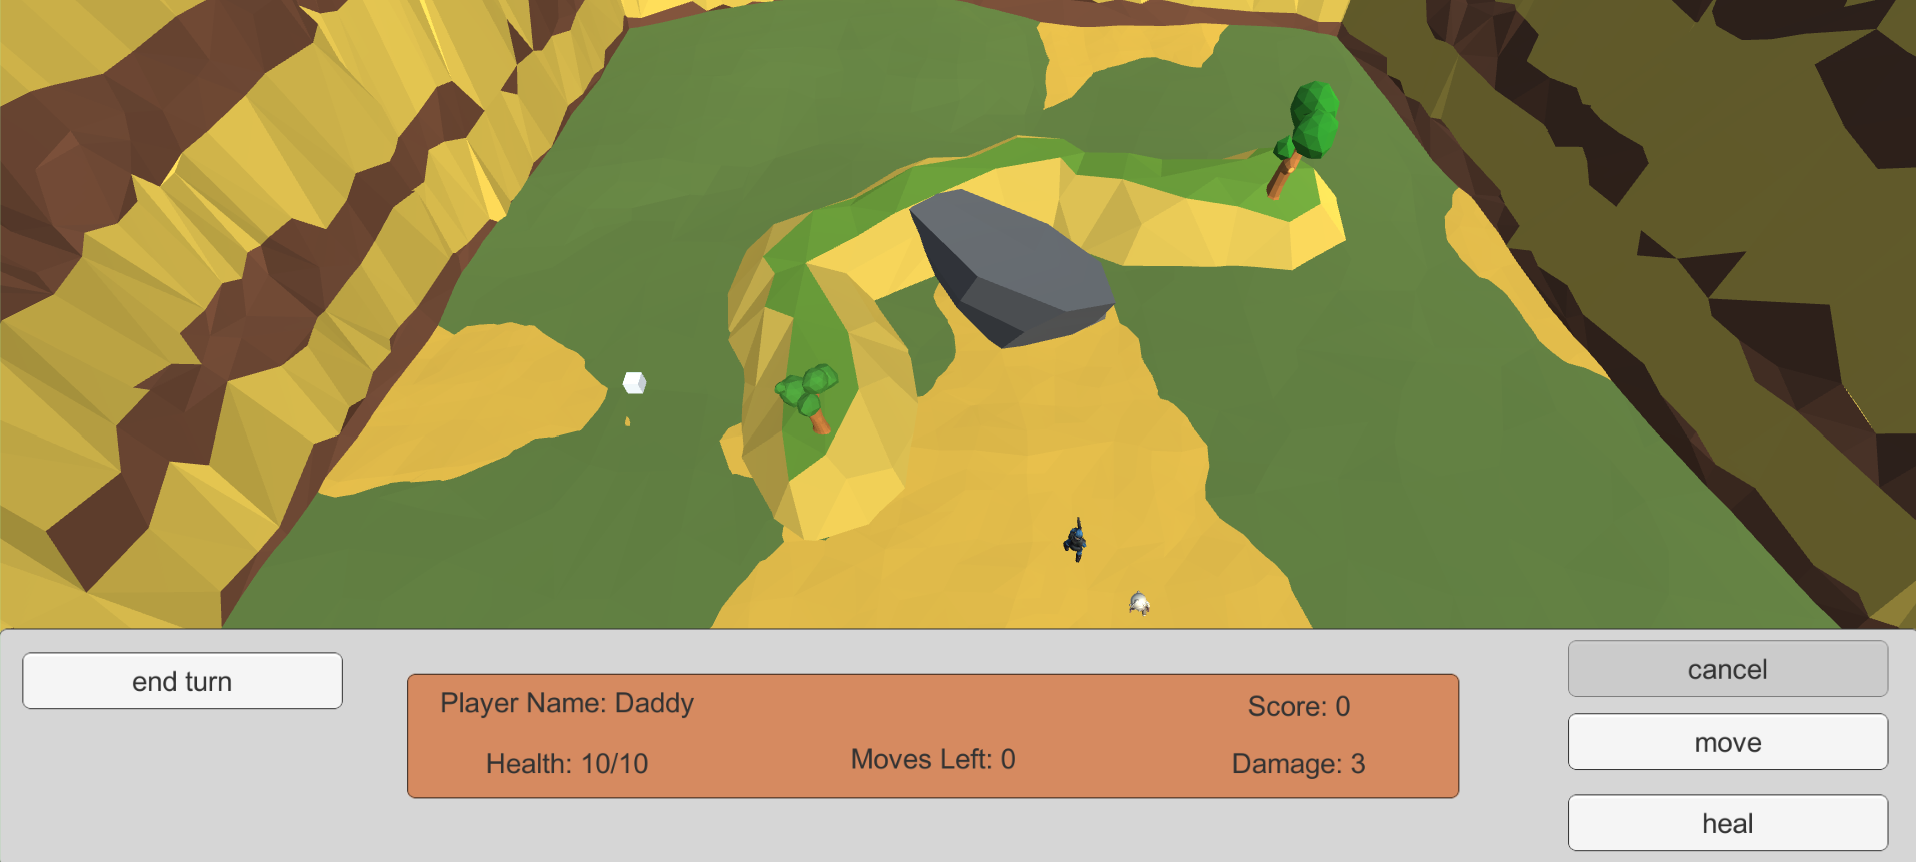 end turn
Player Name: Daddy
Score: 0
Health: 10/10
Moves Left: 0
Damage: 3
cancel
move
heal